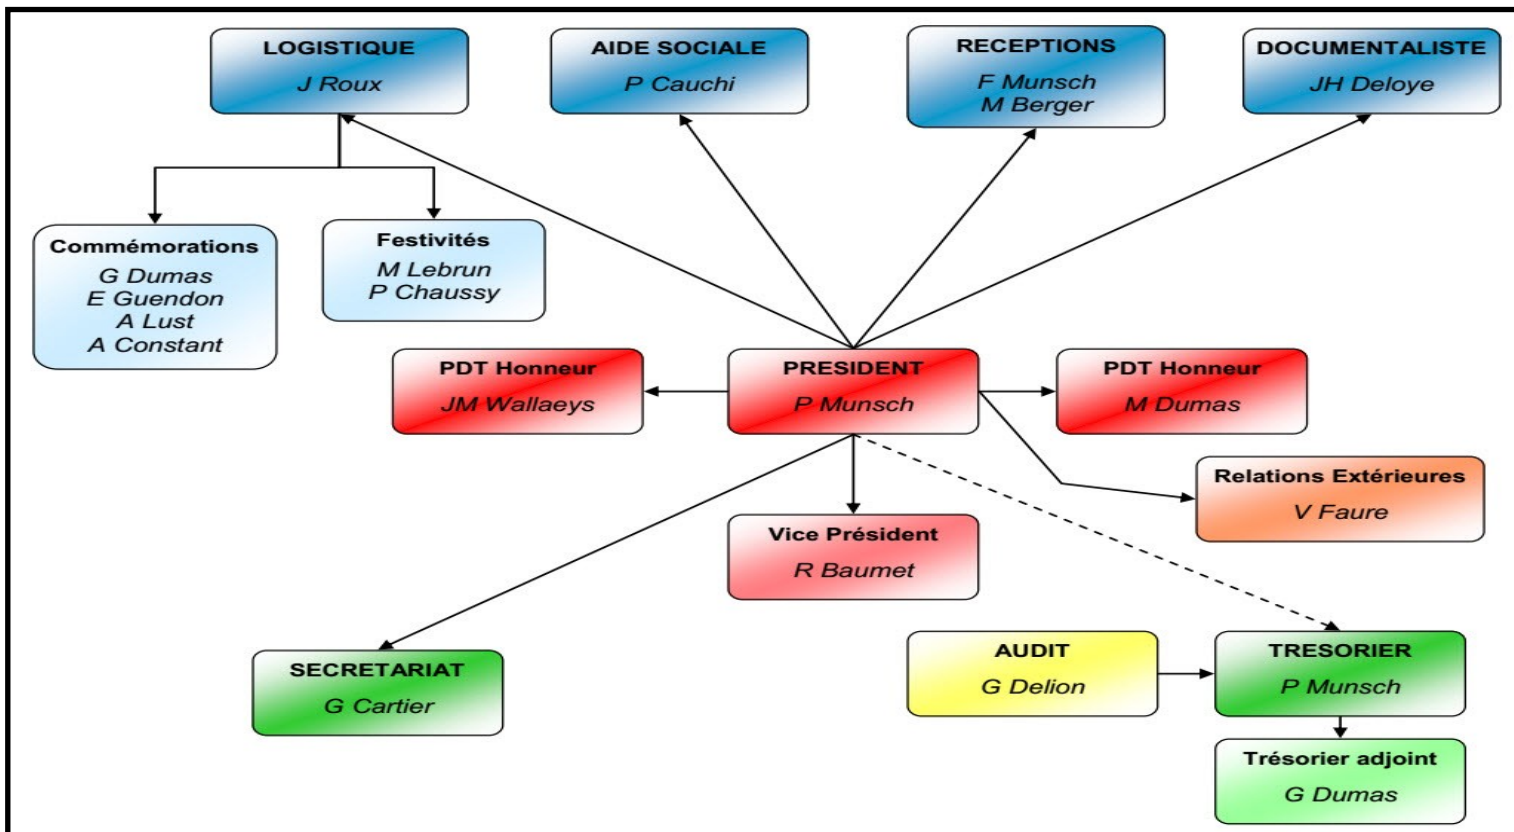 LOGISTIQUE
J Roux
AIDE SOCIALE
P Cauchi
RECEPTIONS
F Munsch
M Berger
DOCUMENTALISTE
JH Deloye
Commémorations
G Dumas
E Guendon
A Lust
A Constant
Festivités
M Lebrun
P Chaussy
PDT Honneur
JM Wallaeys
PRESIDENT
P Munsch
PDT Honneur
M Dumas
Relations Extérieures
V Faure
Vice Président
R Baumet
SECRETARIAT
G Cartier
AUDIT
G Delion
TRESORIER
P Munsch
Trésorier adjoint
G Dumas